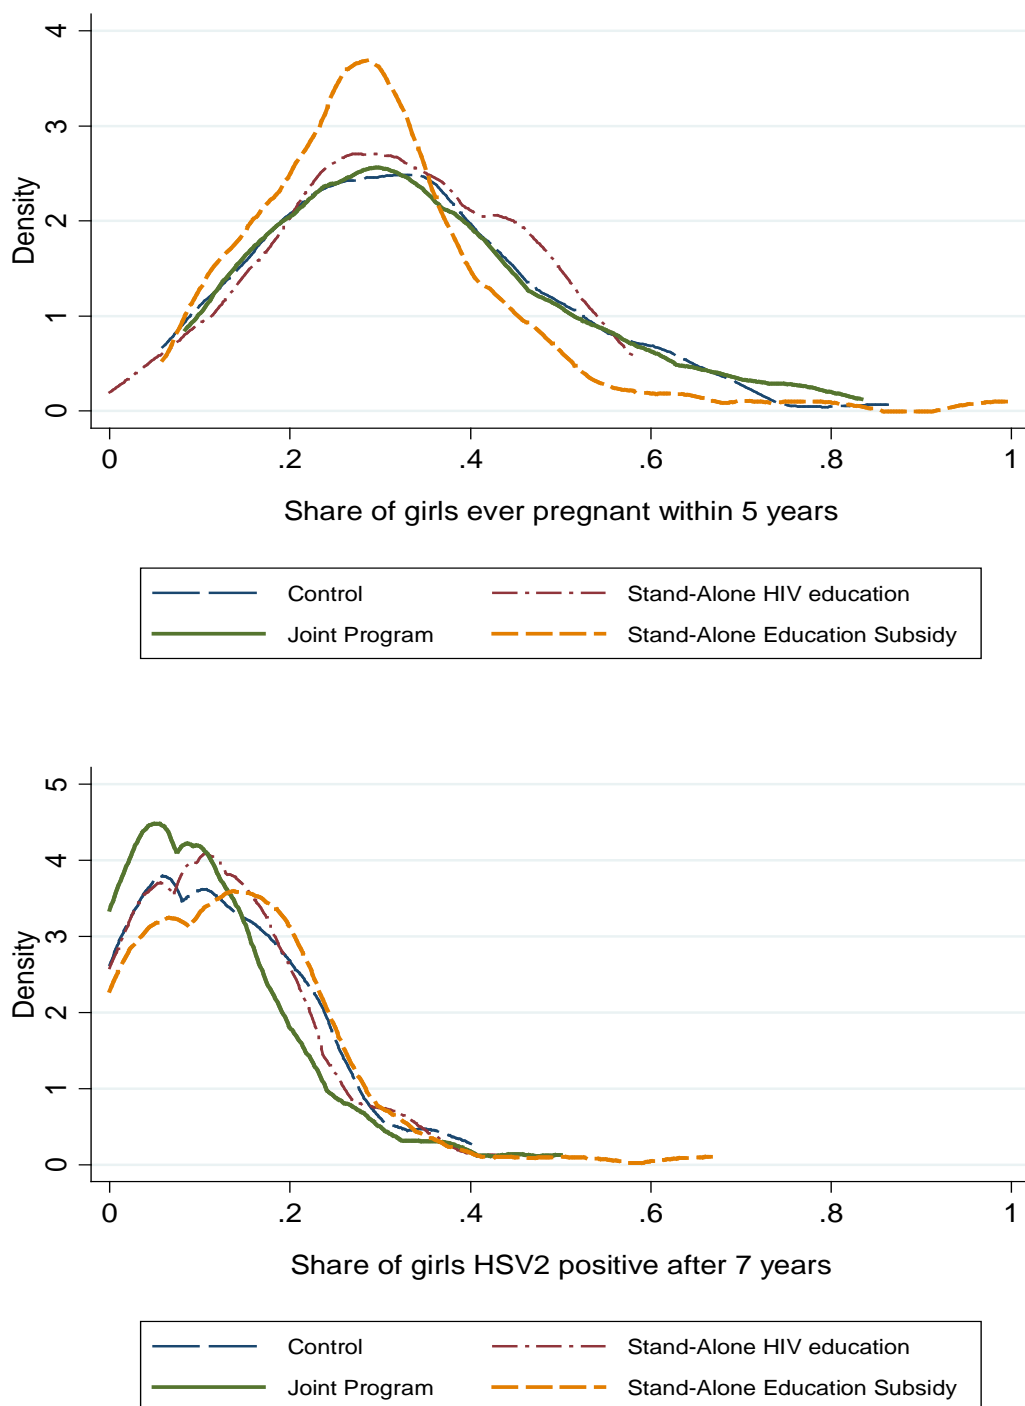 4
3
2
1
0
Density
0 .2 .4 .6 .8 1
Share of girls ever pregnant within 5 years
Control Stand-Alone HIV education
Joint Program Stand-Alone Education Subsidy
5
4
3
2
1
0
Density
0 .2 .4 .6 .8 1
Share of girls HSV2 positive after 7 years
Control Stand-Alone HIV education
Joint Program Stand-Alone Education Subsidy